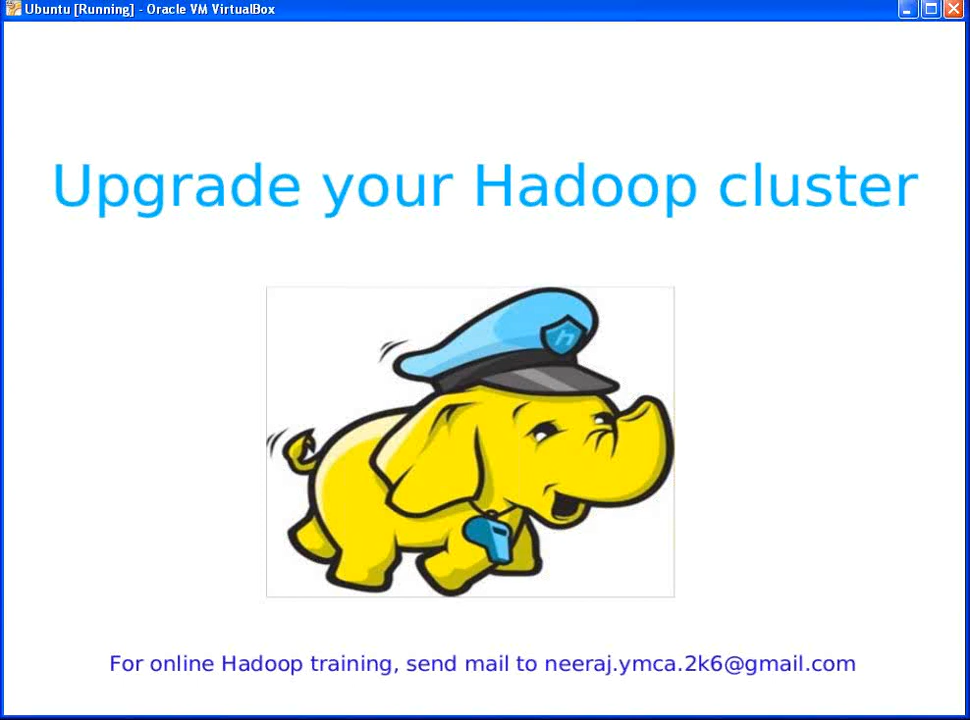 Ubuntu [Running] - Oracle VM VirtualBox
Upgrade your Hadoop cluster
h
For online Hadoop training, send mail to neeraj.ymca.2k6@gmail.com